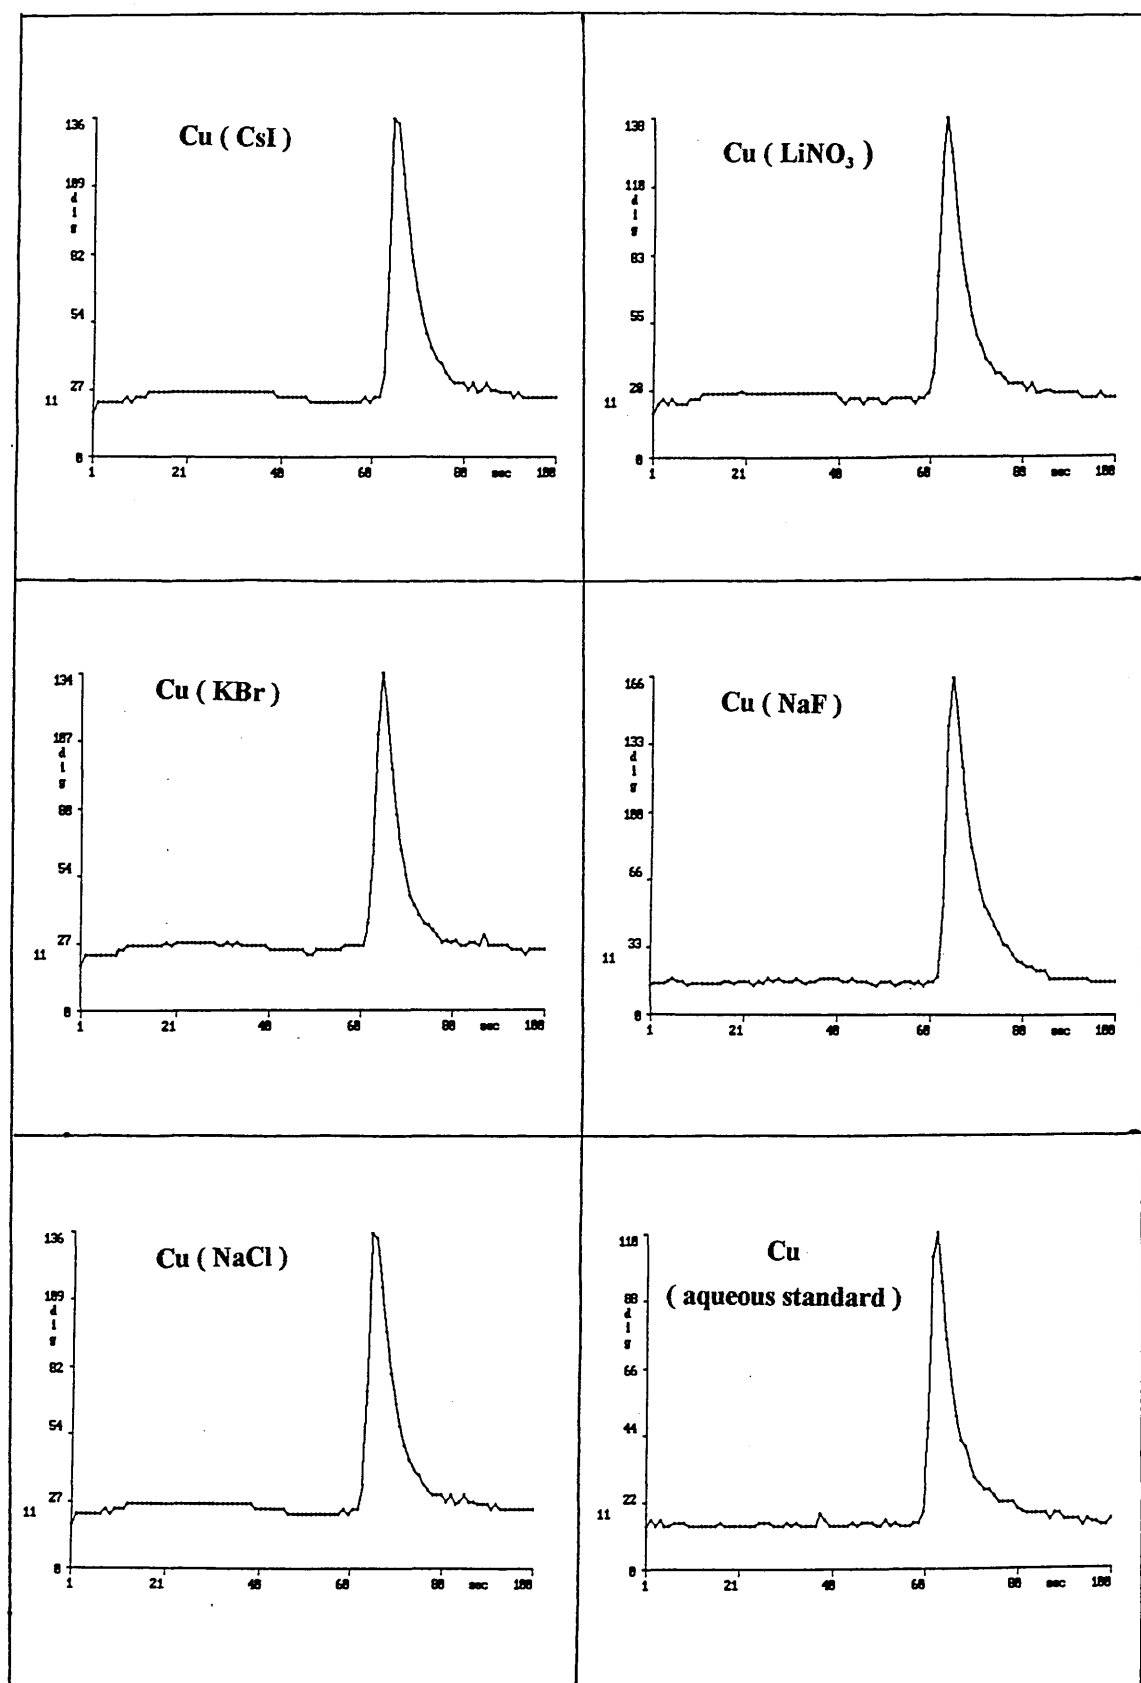 Cu ( CsI )
136
109
d
i
g
82
54
27
11
0
1 21 40 60 80 sec 100
Cu ( LiNO₃ )
138
110
d
i
g
83
55
28
11
0
1 21 40 60 80 sec 100
Cu ( KBr )
134
107
d
i
g
80
54
27
11
0
1 21 40 60 80 sec 100
Cu ( NaF )
166
133
d
i
g
100
66
33
11
0
1 21 40 60 80 sec 100
Cu ( NaCl )
136
109
d
i
g
82
54
27
11
0
1 21 40 60 80 sec 100
Cu
( aqueous standard )
110
88
d
i
g
66
44
22
11
0
1 21 40 60 80 sec 100